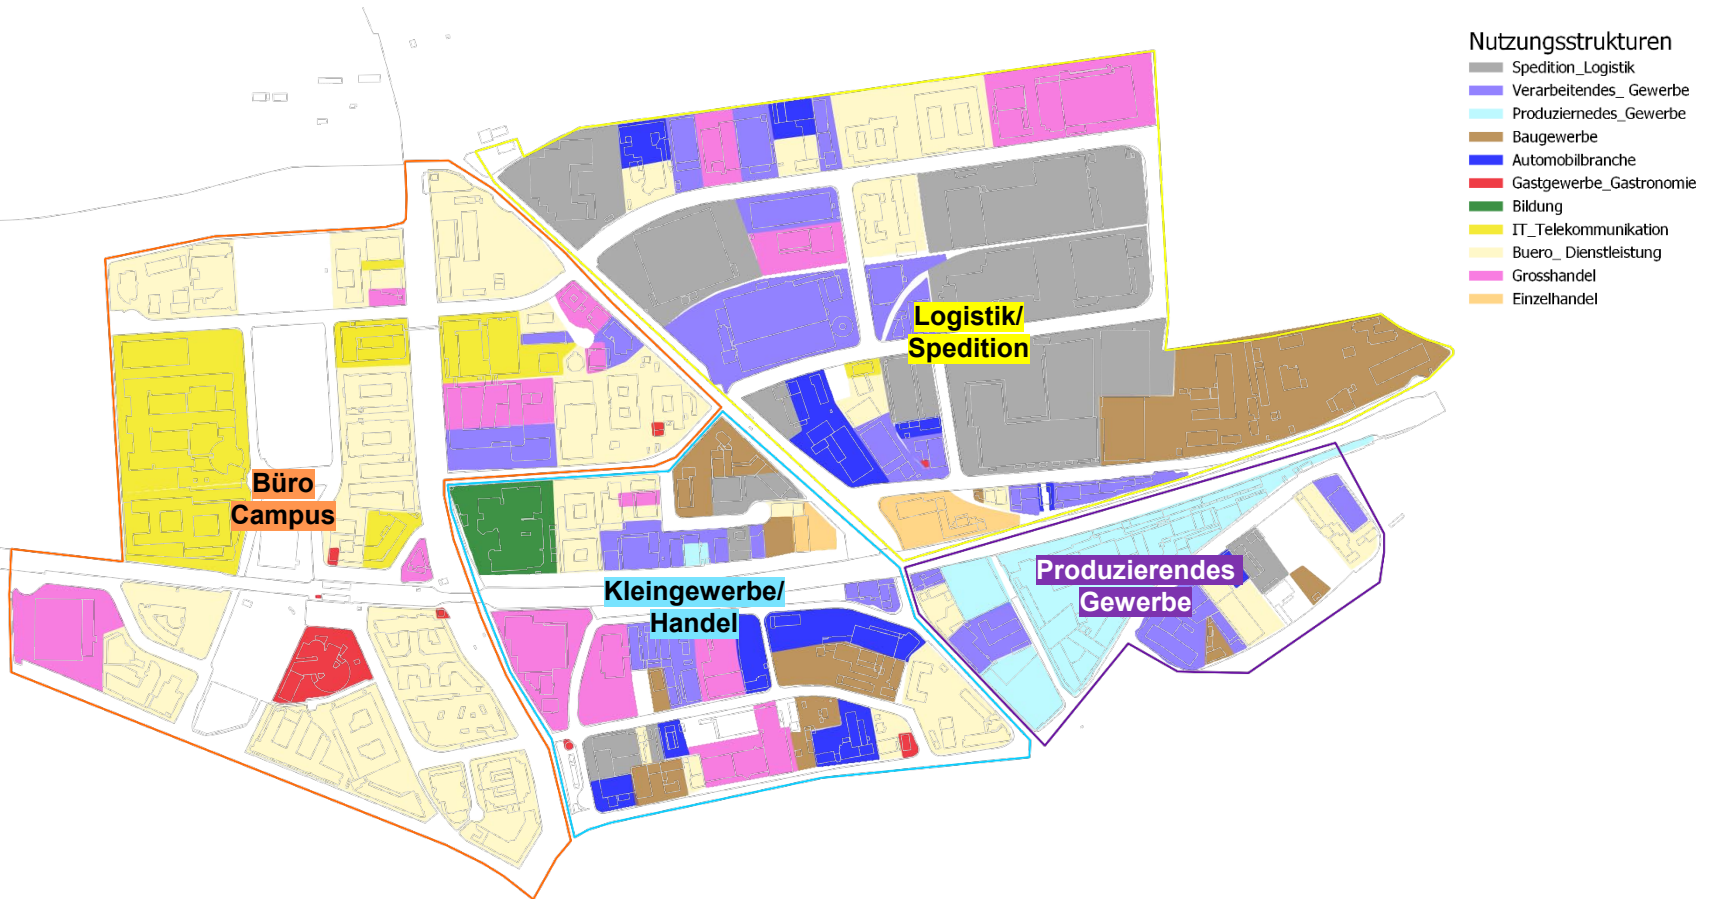 Nutzungsstrukturen
Spedition_Logistik
Verarbeitendes_ Gewerbe
Produziernedes_Gewerbe
Baugewerbe
Automobilbranche
Gastgewerbe_Gastronomie
Bildung
IT_Telekommunikation
Buero_ Dienstleistung
Grosshandel
Einzelhandel
Logistik/
Spedition
Büro
Campus
Produzierendes
Gewerbe
Kleingewerbe/
Handel